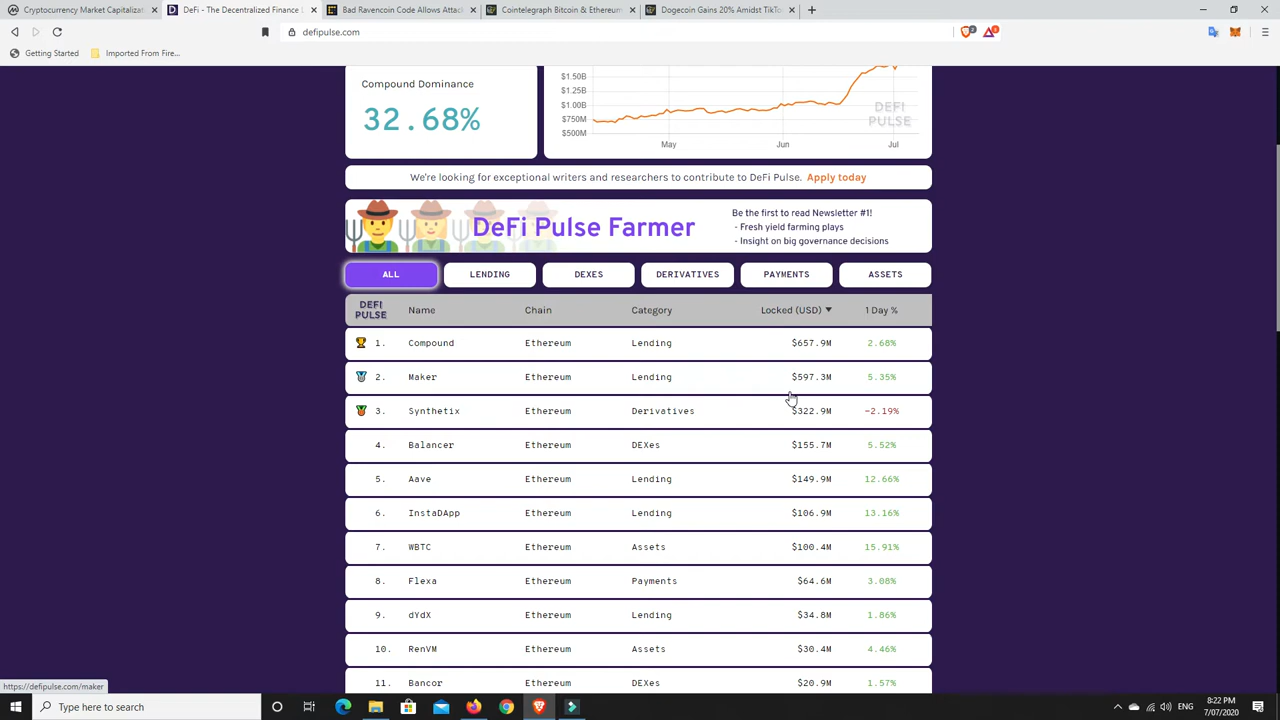 Cryptocurrency Market Capitalizat
DeFi - The Decentralized Finance L
Bad Ravencoin Code Allows Attack
Cointelegraph Bitcoin & Ethereum
Dogecoin Gains 20% Amidst TikTo
defipulse.com
2
1
Getting Started
Imported From Fire...
Compound Dominance
32.68%
$1.50B
$1.25B
$1.00B
$750M
$500M
May
Jun
Jul
DEFI
PULSE
We're looking for exceptional writers and researchers to contribute to DeFi Pulse. Apply today
DeFi Pulse Farmer
Be the first to read Newsletter #1!
- Fresh yield farming plays
- Insight on big governance decisions
ALL
LENDING
DEXES
DERIVATIVES
PAYMENTS
ASSETS
DEFI
PULSE
Name Chain Category Locked (USD) ▼ 1 Day %
1. Compound Ethereum Lending $657.9M 2.68%
2. Maker Ethereum Lending $597.3M 5.35%
3. Synthetix Ethereum Derivatives $322.9M −2.19%
4. Balancer Ethereum DEXes $155.7M 5.52%
5. Aave Ethereum Lending $149.9M 12.66%
6. InstaDApp Ethereum Lending $106.9M 13.16%
7. WBTC Ethereum Assets $100.4M 15.91%
8. Flexa Ethereum Payments $64.6M 3.08%
9. dYdX Ethereum Lending $34.8M 1.86%
10. RenVM Ethereum Assets $30.4M 4.46%
11. Bancor Ethereum DEXes $20.9M 1.57%
https://defipulse.com/maker
Type here to search
ENG
8:22 PM
7/07/2020